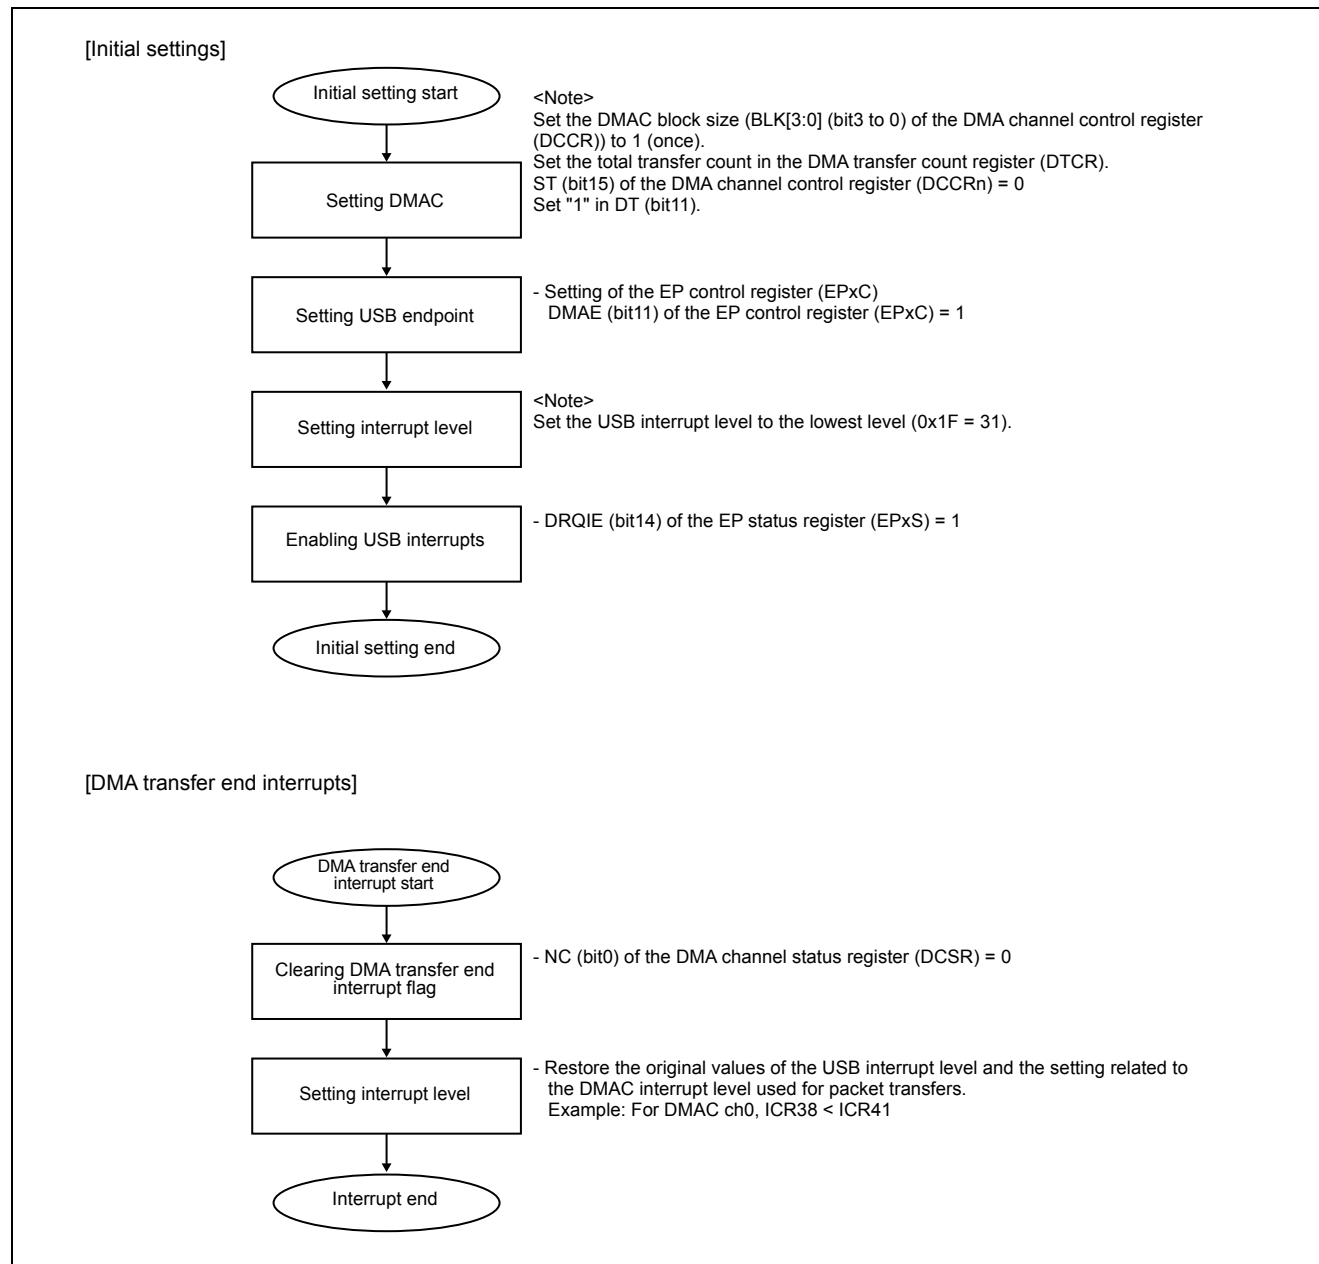 [Initial settings]
Initial setting start
<Note>
Set the DMAC block size (BLK[3:0] (bit3 to 0) of the DMA channel control register
(DCCR)) to 1 (once).
Set the total transfer count in the DMA transfer count register (DTCR).
ST (bit15) of the DMA channel control register (DCCRn) = 0
Set "1" in DT (bit11).
Setting DMAC
Setting USB endpoint
- Setting of the EP control register (EPxC)
DMAE (bit11) of the EP control register (EPxC) = 1
Setting interrupt level
<Note>
Set the USB interrupt level to the lowest level (0x1F = 31).
Enabling USB interrupts
- DRQIE (bit14) of the EP status register (EPxS) = 1
Initial setting end
[DMA transfer end interrupts]
DMA transfer end
interrupt start
Clearing DMA transfer end
interrupt flag
- NC (bit0) of the DMA channel status register (DCSR) = 0
Setting interrupt level
- Restore the original values of the USB interrupt level and the setting related to
the DMAC interrupt level used for packet transfers.
Example: For DMAC ch0, ICR38 < ICR41
Interrupt end